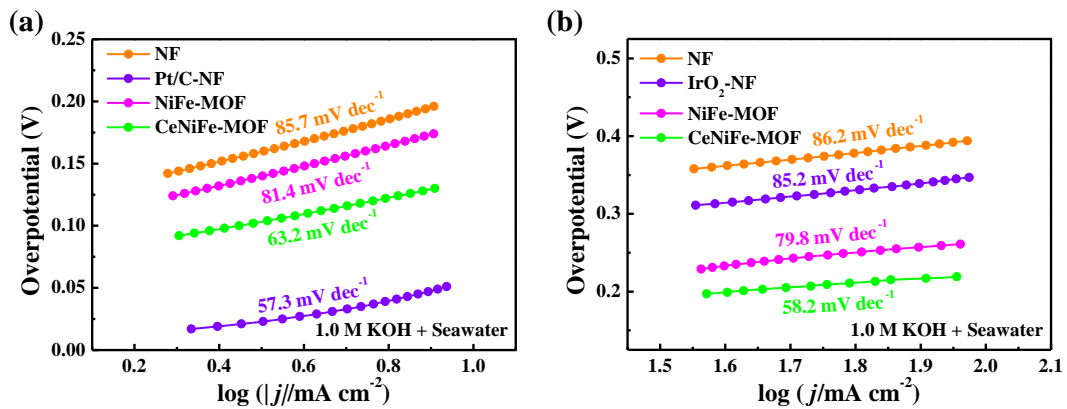 (a)
0.25
0.20
0.15
0.10
0.05
0.00
Overpotential (V)
NF
Pt/C-NF
NiFe-MOF
CeNiFe-MOF
85.7 mV dec⁻¹
81.4 mV dec⁻¹
63.2 mV dec⁻¹
57.3 mV dec⁻¹
1.0 M KOH + Seawater
0.2 0.4 0.6 0.8 1.0
log (|j|/mA cm⁻²)
(b)
0.5
0.4
0.3
0.2
Overpotential (V)
NF
IrO₂-NF
NiFe-MOF
CeNiFe-MOF
86.2 mV dec⁻¹
85.2 mV dec⁻¹
79.8 mV dec⁻¹
58.2 mV dec⁻¹
1.0 M KOH + Seawater
1.5 1.6 1.7 1.8 1.9 2.0 2.1
log (j/mA cm⁻²)